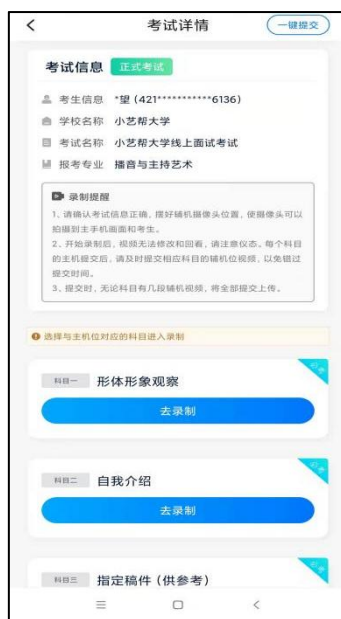 考试详情
一键提交
考试信息 正式考试
考生信息 *望 (421***********6136)
学校名称 小艺帮大学
考试名称 小艺帮大学线上面试考试
报考专业 播音与主持艺术
录制提醒
1、请确认考试信息正确，摆好辅机摄像头位置，使摄像头可以
拍摄到主手机画面和考生。
2、开始录制后，视频无法修改和回看，请注意仪态。每个科目
的主机提交后，请及时提交相应科目的辅机位视频，以免错过
提交时间。
3、提交时，无论科目有几段辅机视频，将全部提交上传。
选择与主机位对应的科目进入录制
科目一 形体形象观察
必考
去录制
科目二 自我介绍
必考
去录制
科目三 指定稿件 (供参考)
必考